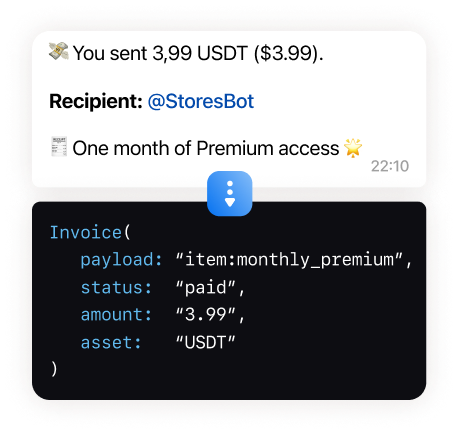 💸 You sent 3,99 USDT ($3.99).
Recipient: @StoresBot
🧾 One month of Premium access 🌟
22:10
Invoice(
payload: “item:monthly_premium”,
status: “paid”,
amount: “3.99”,
asset: “USDT”
)